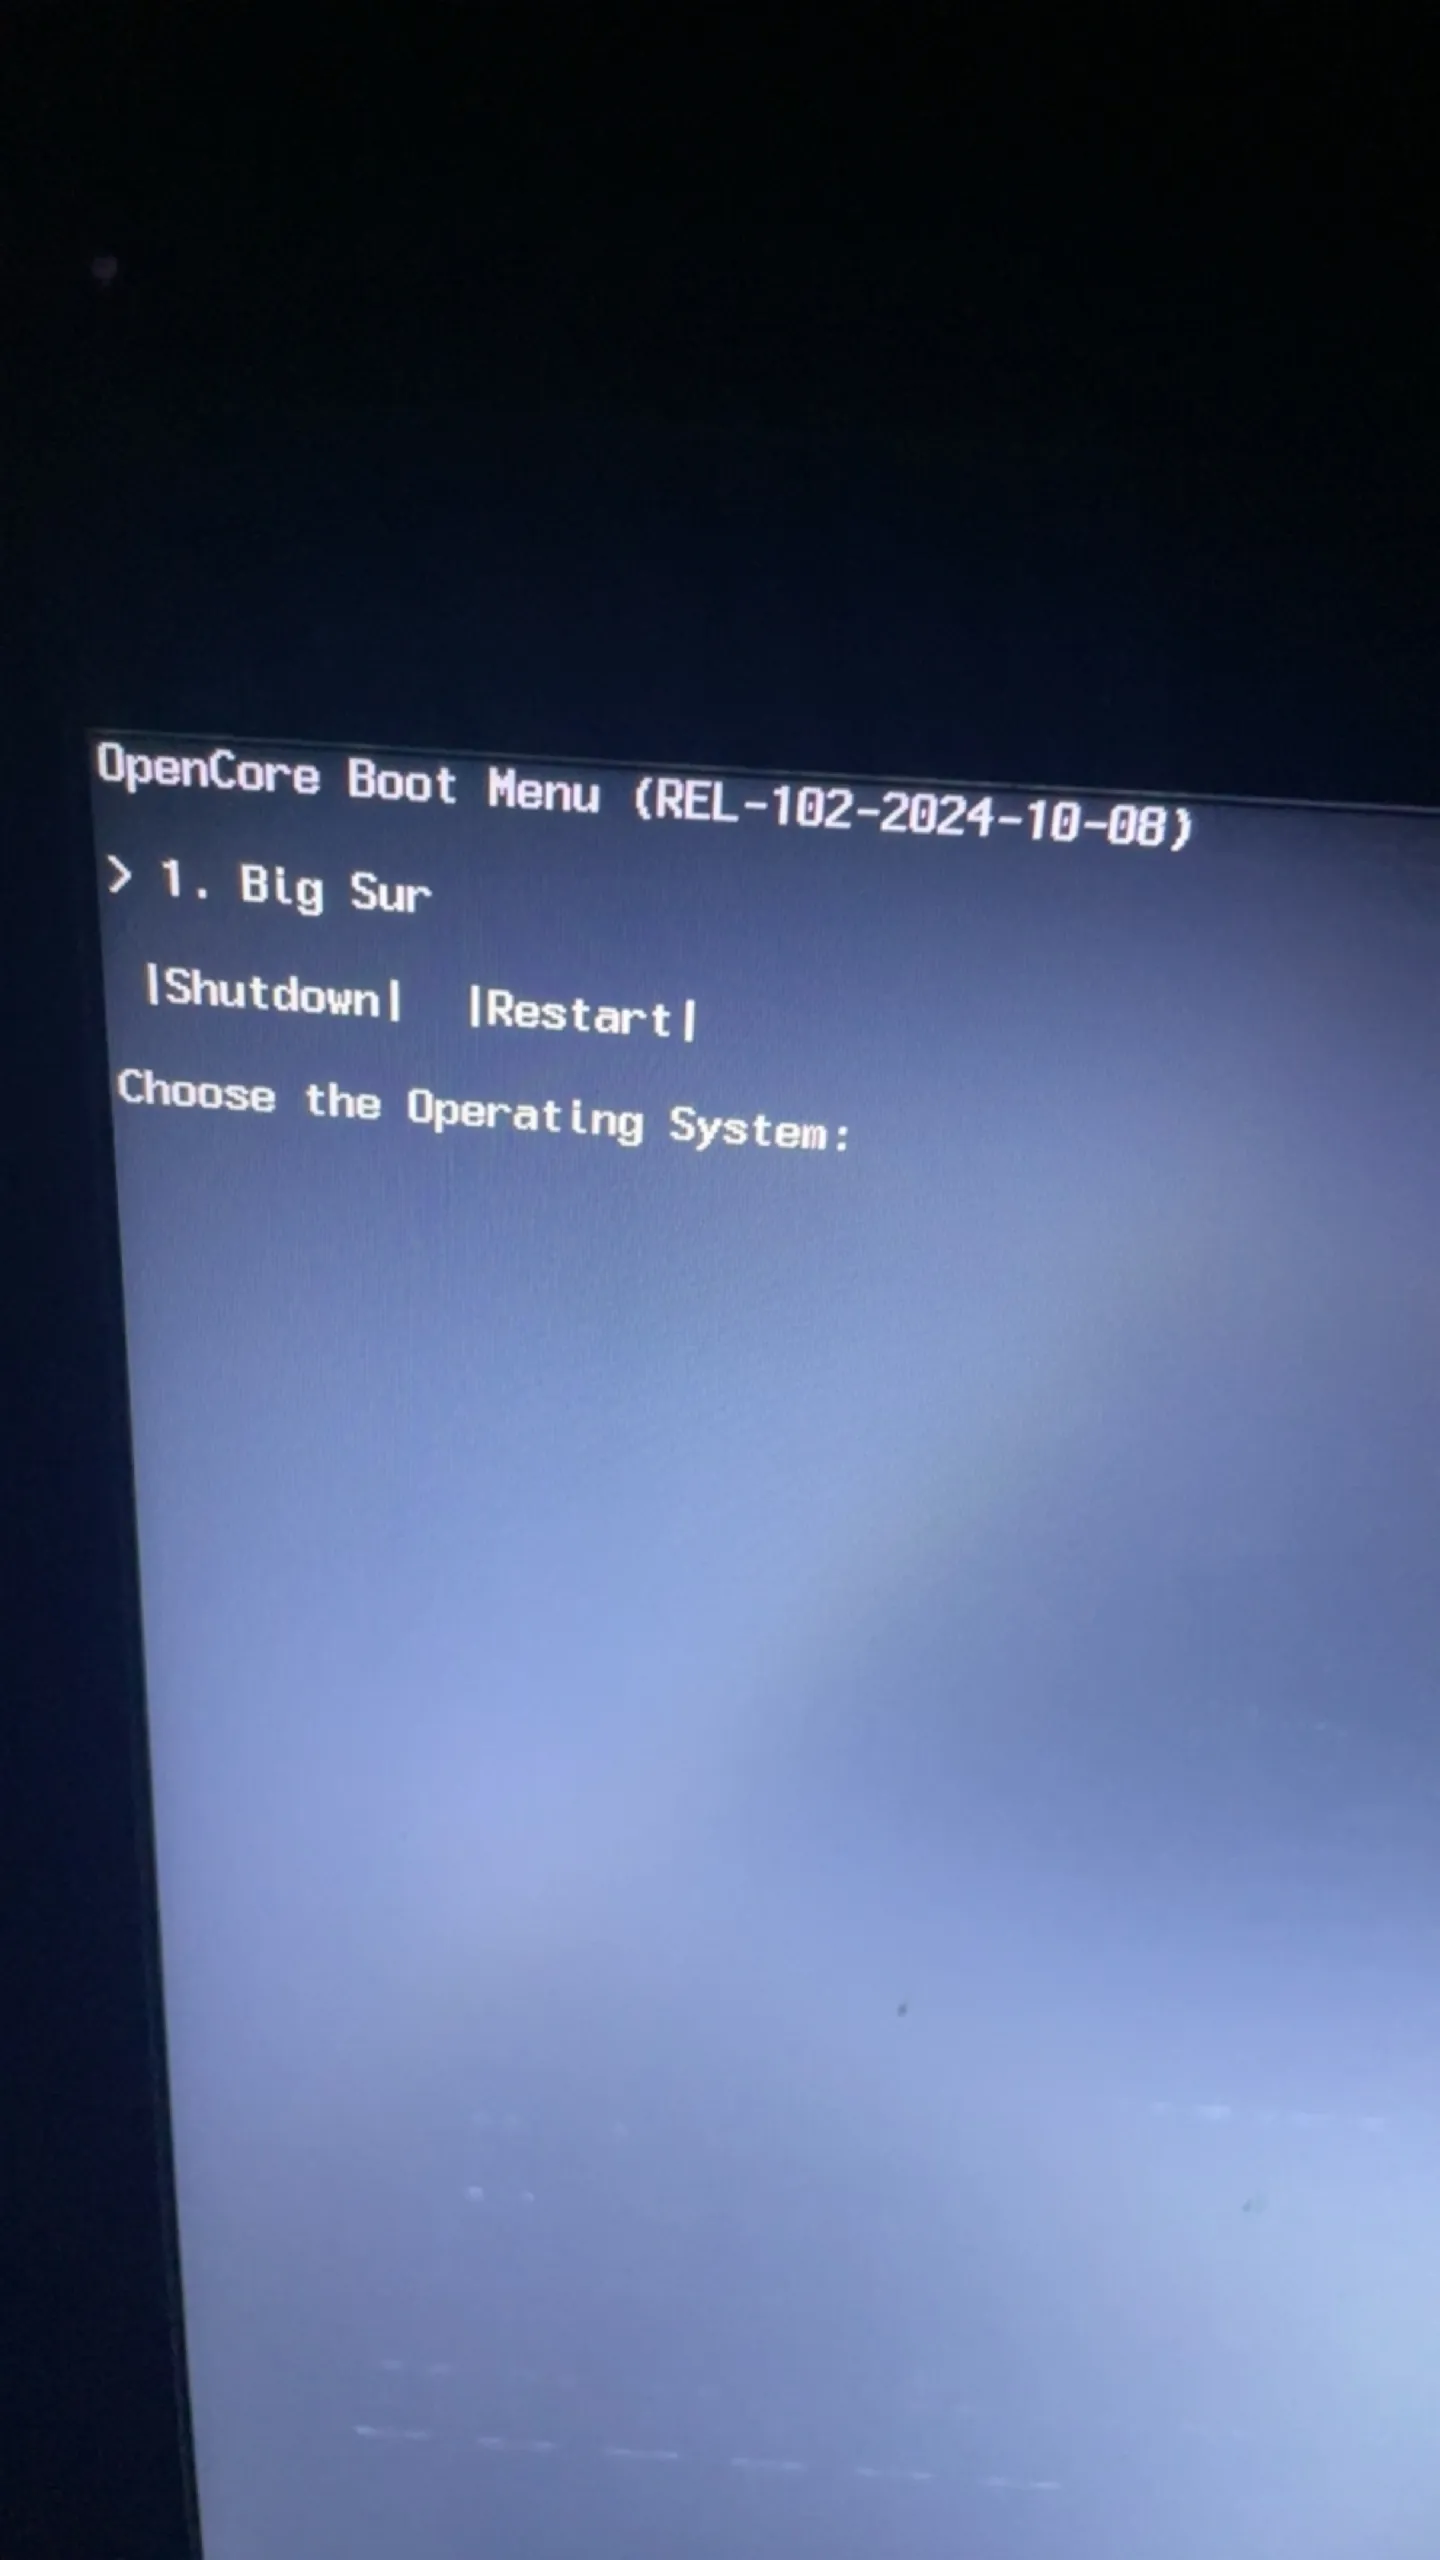 OpenCore Boot Menu (REL-102-2024-10-08)
> 1. Big Sur
|Shutdown| |Restart|
Choose the Operating System: